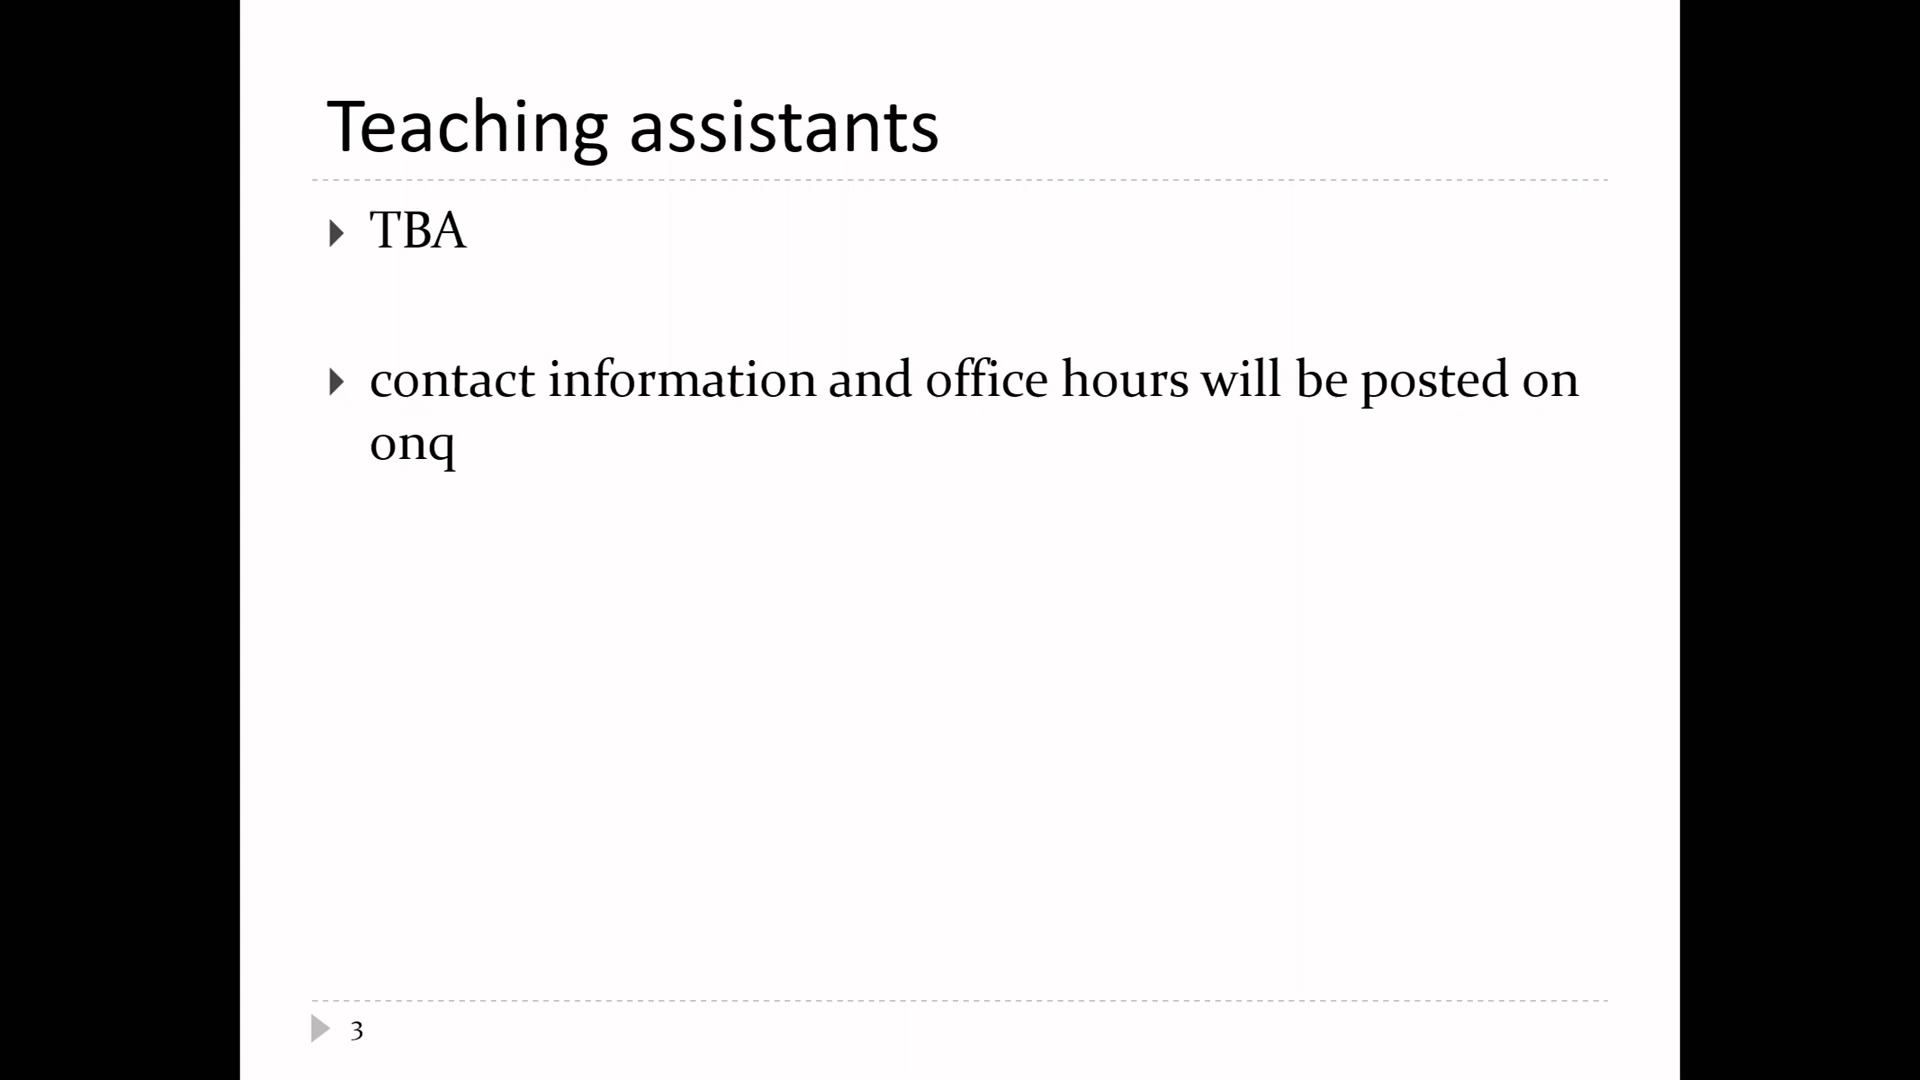 Teaching assistants
TBA
contact information and office hours will be posted on
onq
3